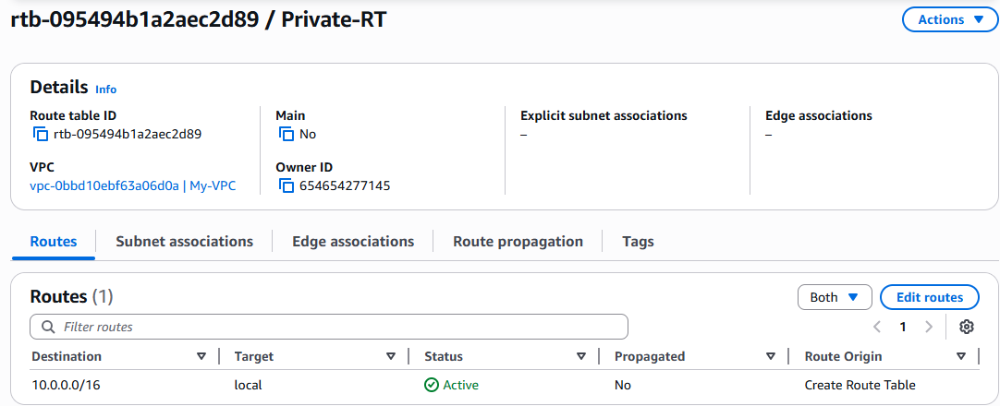 rtb-095494b1a2aec2d89 / Private-RT
Actions
Details Info
Route table ID
rtb-095494b1a2aec2d89
Main
No
Explicit subnet associations
–
Edge associations
–
VPC
vpc-0bbd10ebf63a06d0a | My-VPC
Owner ID
654654277145
Routes Subnet associations Edge associations Route propagation Tags
Routes (1)
Both Edit routes
Filter routes
1
Destination Target Status Propagated Route Origin
10.0.0.0/16 local Active No Create Route Table